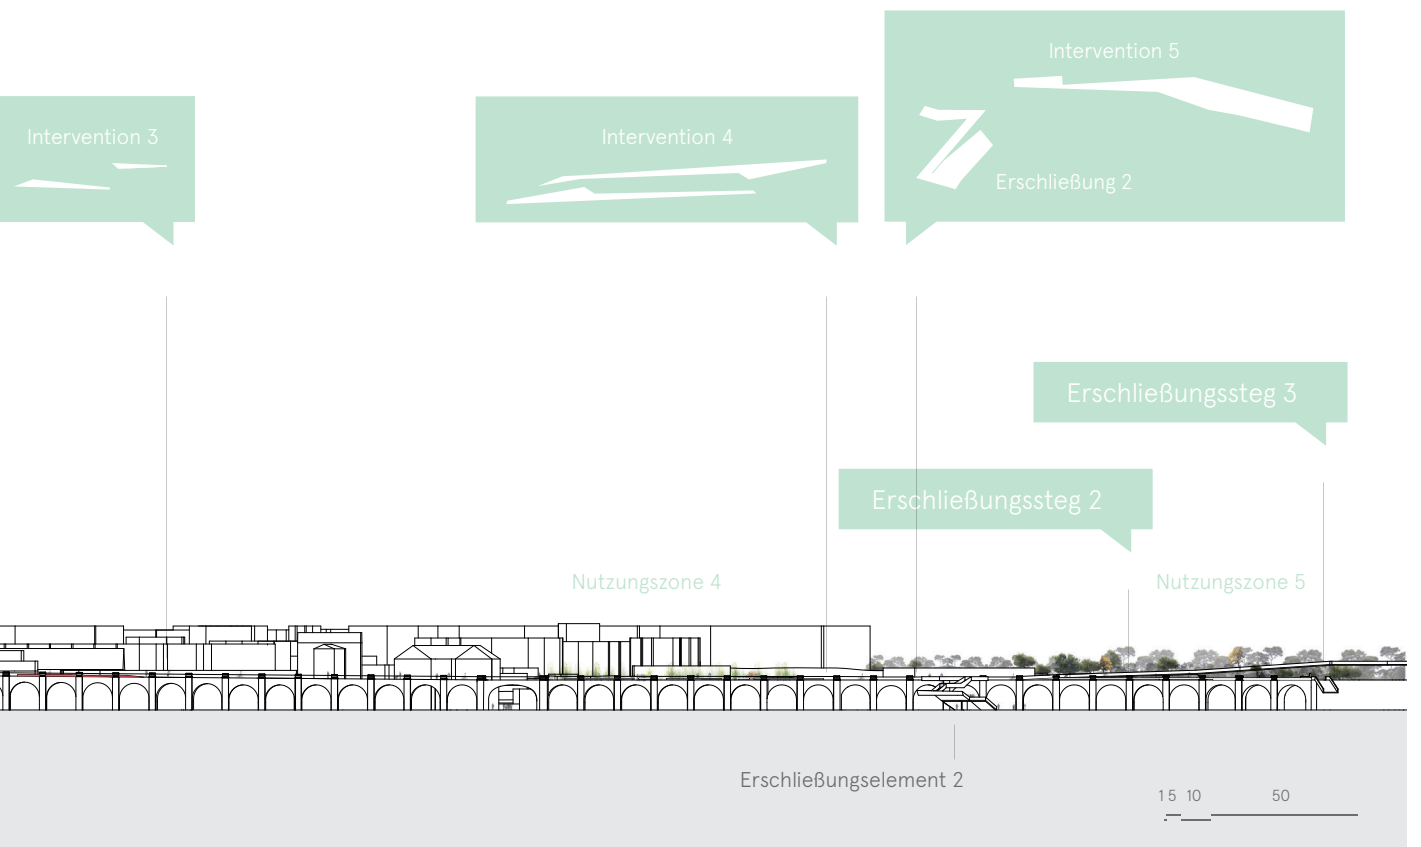 Intervention 5
Intervention 3
Intervention 4
Erschließung 2
Erschließungssteg 3
Erschließungssteg 2
Nutzungszone 4
Nutzungszone 5
Erschließungselement 2
1 5 10 50